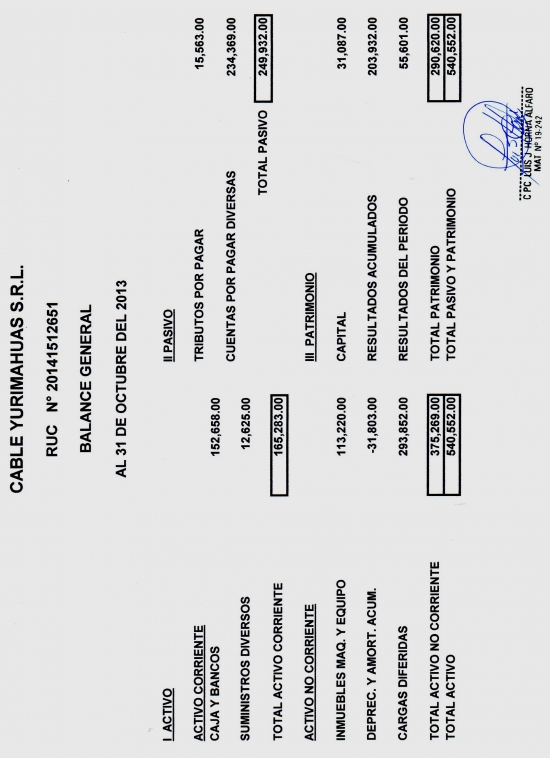 CABLE YURIMAHUAS S.R.L.
RUC N° 20141512651
BALANCE GENERAL
AL 31 DE OCTUBRE DEL 2013
I ACTIVO
ACTIVO CORRIENTE
CAJA Y BANCOS 152,658.00
SUMINISTROS DIVERSOS 12,625.00
TOTAL ACTIVO CORRIENTE 165,283.00
ACTIVO NO CORRIENTE
INMUEBLES MAQ. Y EQUIPO 113,220.00
DEPREC. Y AMORT. ACUM. -31,803.00
CARGAS DIFERIDAS 293,852.00
TOTAL ACTIVO NO CORRIENTE 375,269.00
TOTAL ACTIVO 540,552.00
II PASIVO
TRIBUTOS POR PAGAR 15,563.00
CUENTAS POR PAGAR DIVERSAS 234,369.00
TOTAL PASIVO 249,932.00
III PATRIMONIO
CAPITAL 31,087.00
RESULTADOS ACUMULADOS 203,932.00
RESULTADOS DEL PERIODO 55,601.00
TOTAL PATRIMONIO 290,620.00
TOTAL PASIVO Y PATRIMONIO 540,552.00
C PC LUIS J HORNA ALFARO
MAT Nº 19-242